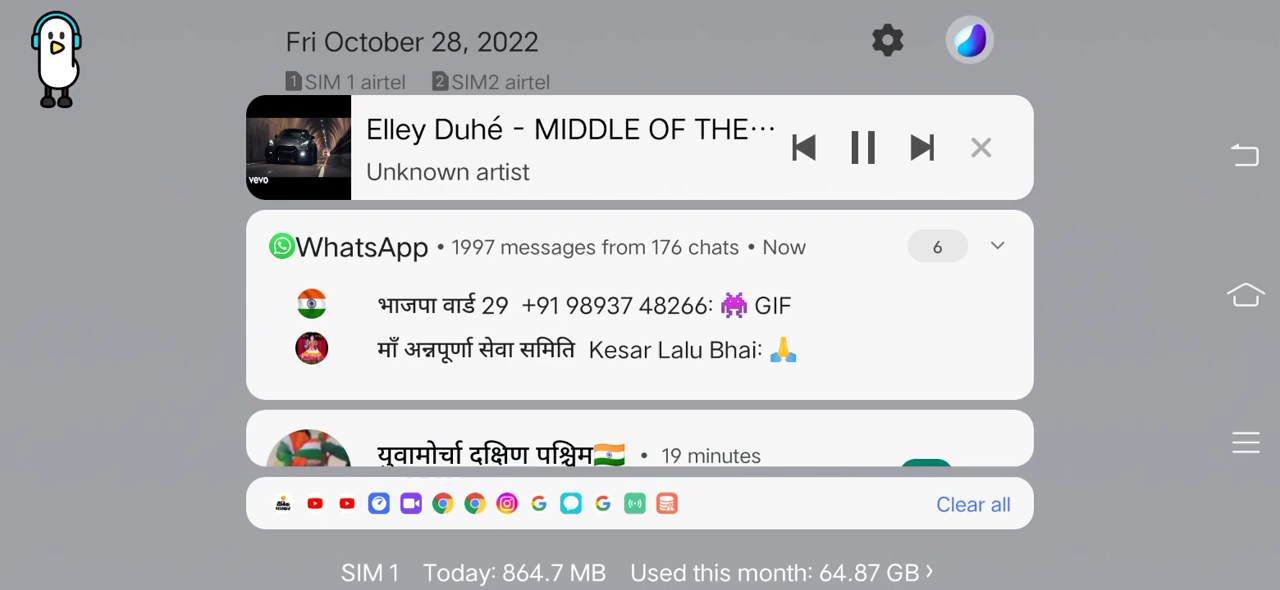 Fri October 28, 2022
1 SIM 1 airtel 2 SIM2 airtel
Elley Duhé - MIDDLE OF THE···
Unknown artist
vevo
WhatsApp • 1997 messages from 176 chats • Now 6
भाजपा वार्ड 29 +91 98937 48266: 👾 GIF
माँ अन्नपूर्णा सेवा समिति Kesar Lalu Bhai: 🙏
युवामोर्चा दक्षिण पश्चिम🇮🇳 • 19 minutes
Clear all
SIM 1 Today: 864.7 MB Used this month: 64.87 GB ›